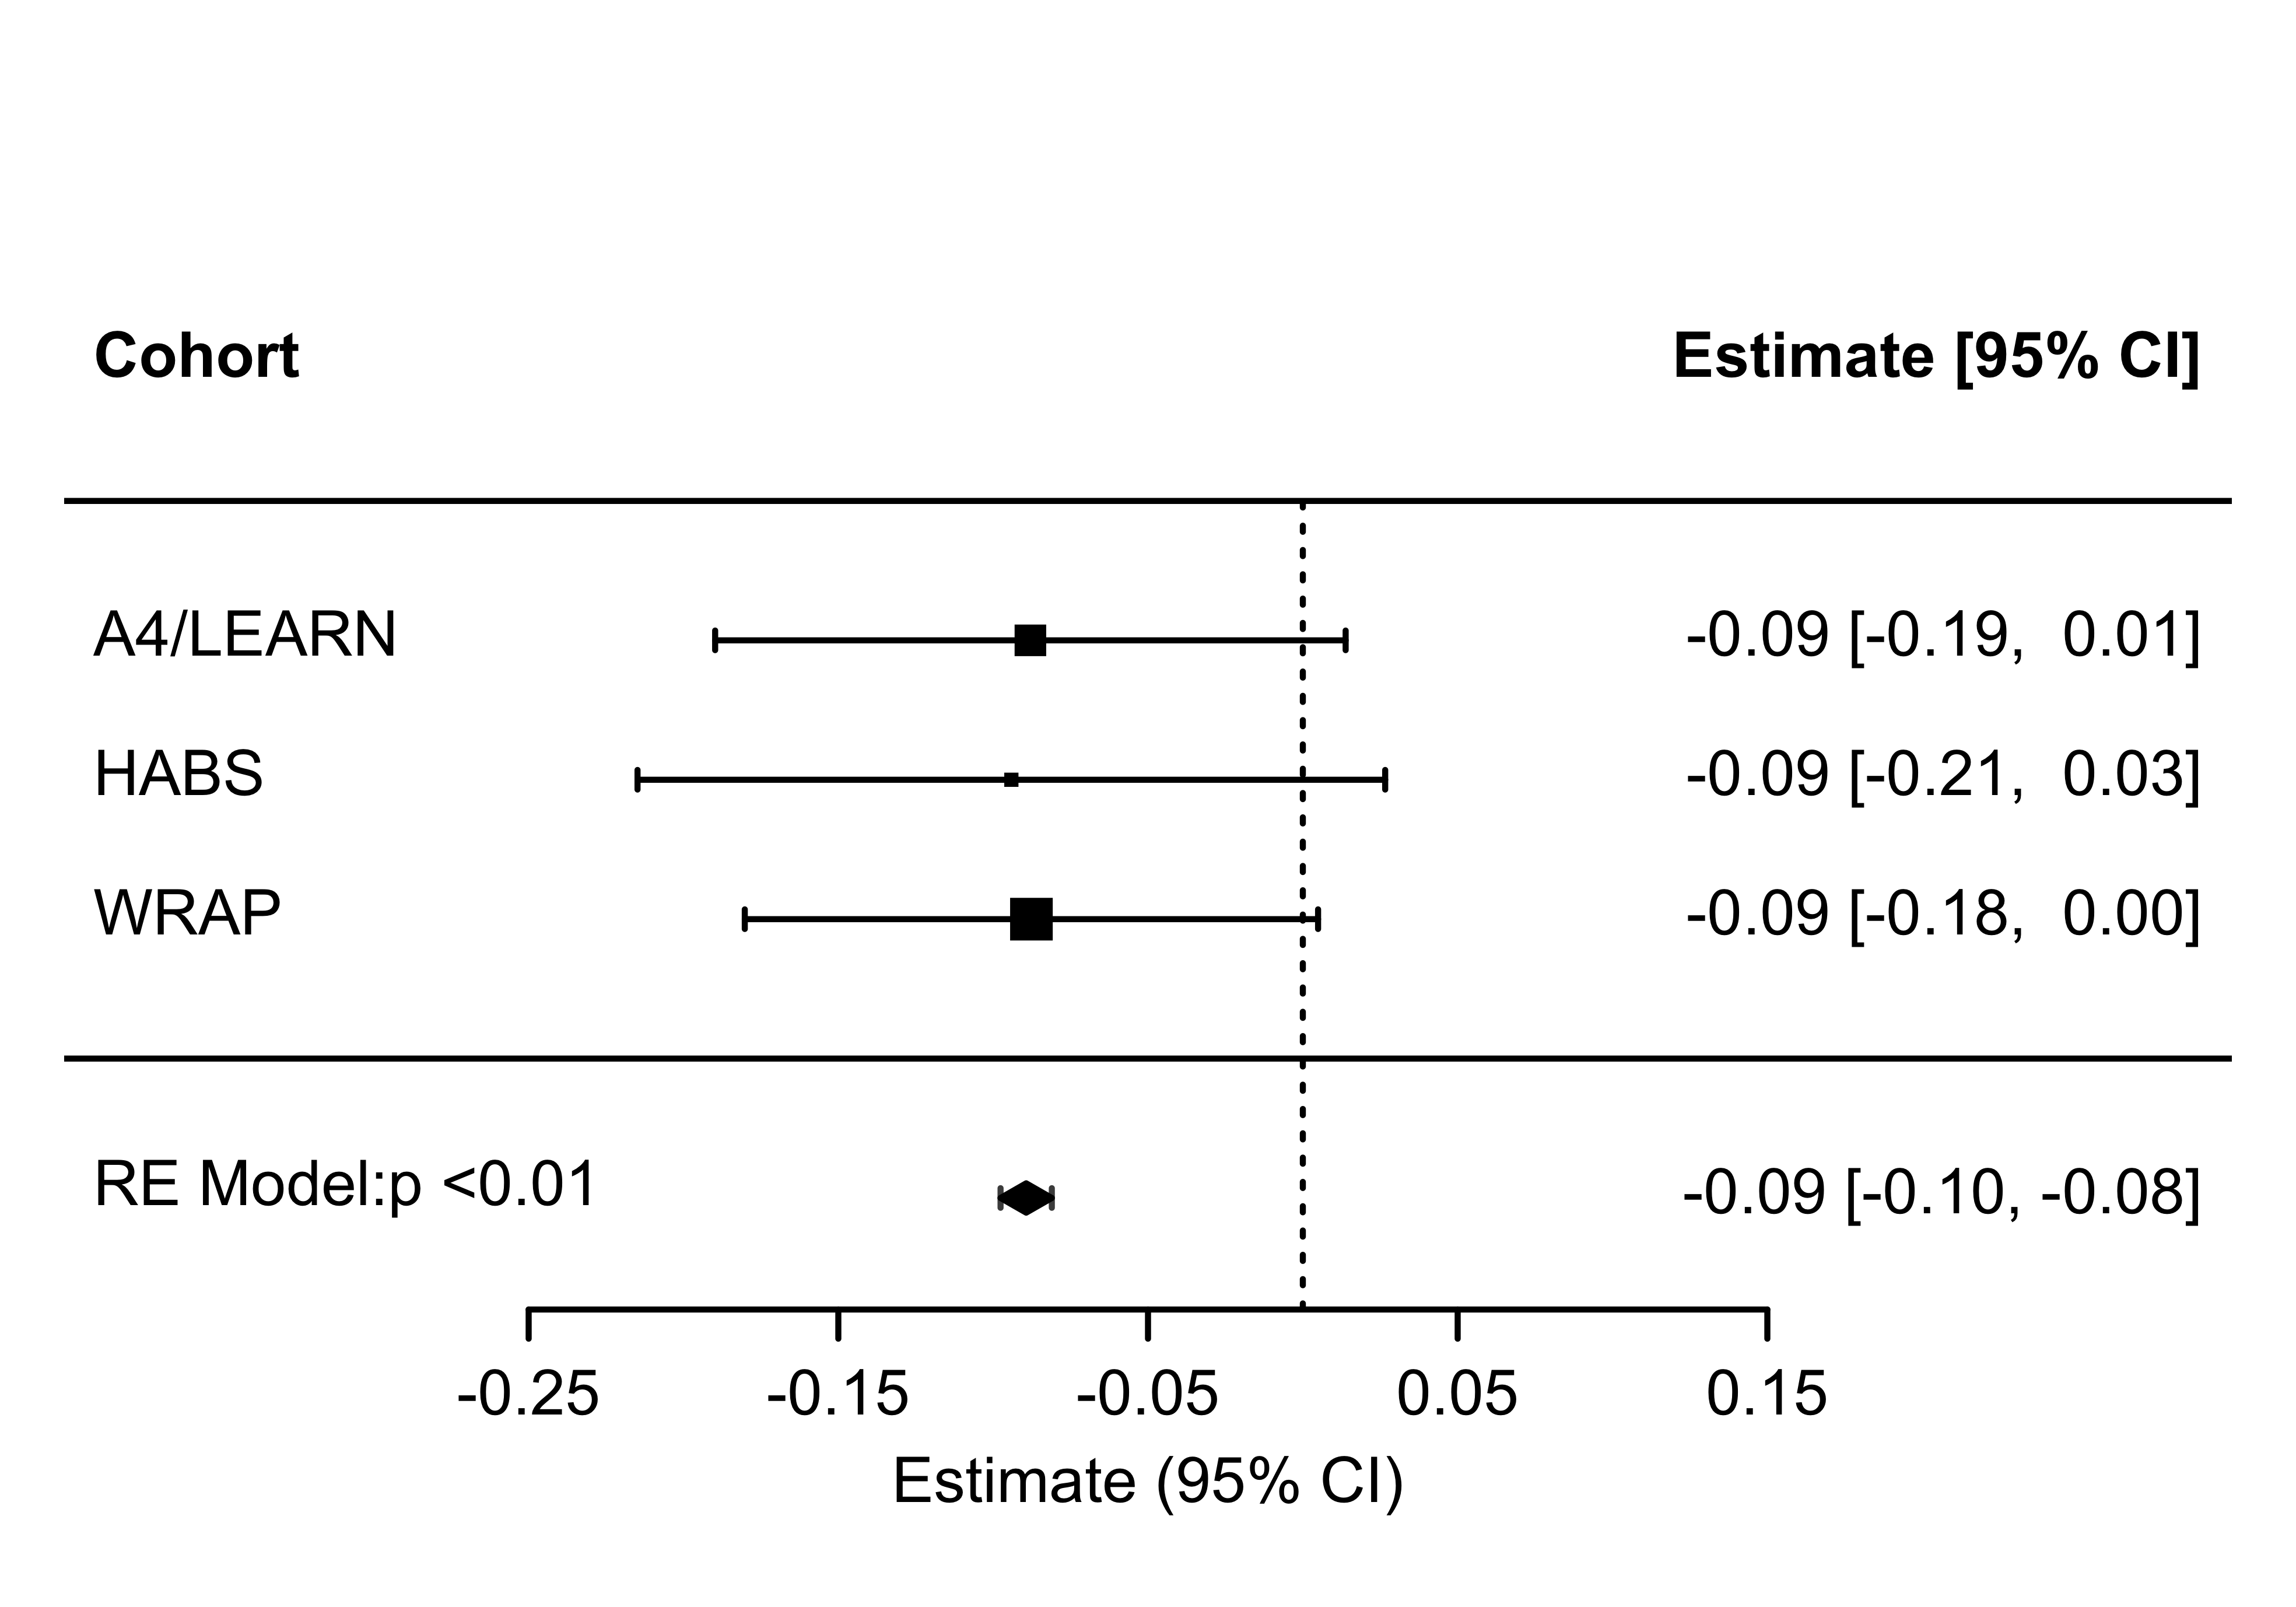 Cohort Estimate [95% CI]
A4/LEARN -0.09 [-0.19, 0.01]
HABS -0.09 [-0.21, 0.03]
WRAP -0.09 [-0.18, 0.00]
RE Model:p <0.01 -0.09 [-0.10, -0.08]
-0.25 -0.15 -0.05 0.05 0.15
Estimate (95% CI)